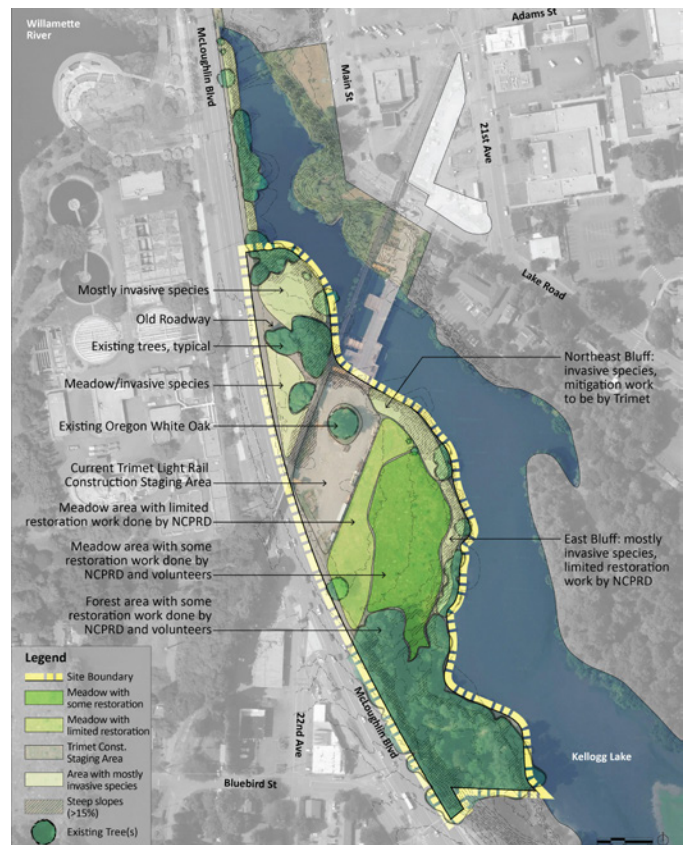 Willamette
River
McLoughlin Blvd
Adams St
Main St
21st Ave
Lake Road
Mostly invasive species
Old Roadway
Existing trees, typical
Meadow/invasive species
Existing Oregon White Oak
Current Trimet Light Rail
Construction Staging Area
Meadow area with limited
restoration work done by NCPRD
Meadow area with some
restoration work done by
NCPRD and volunteers
Forest area with some
restoration work done by
NCPRD and volunteers
Northeast Bluff:
invasive species,
mitigation work
to be by Trimet
East Bluff: mostly
invasive species,
limited restoration
work by NCPRD
Legend
Site Boundary
Meadow with
some restoration
Meadow with
limited restoration
Trimet Const.
Staging Area
Area with mostly
invasive species
Steep slopes
(>15%)
Existing Tree(s)
22nd Ave
McLoughlin Blvd
Bluebird St
Kellogg Lake